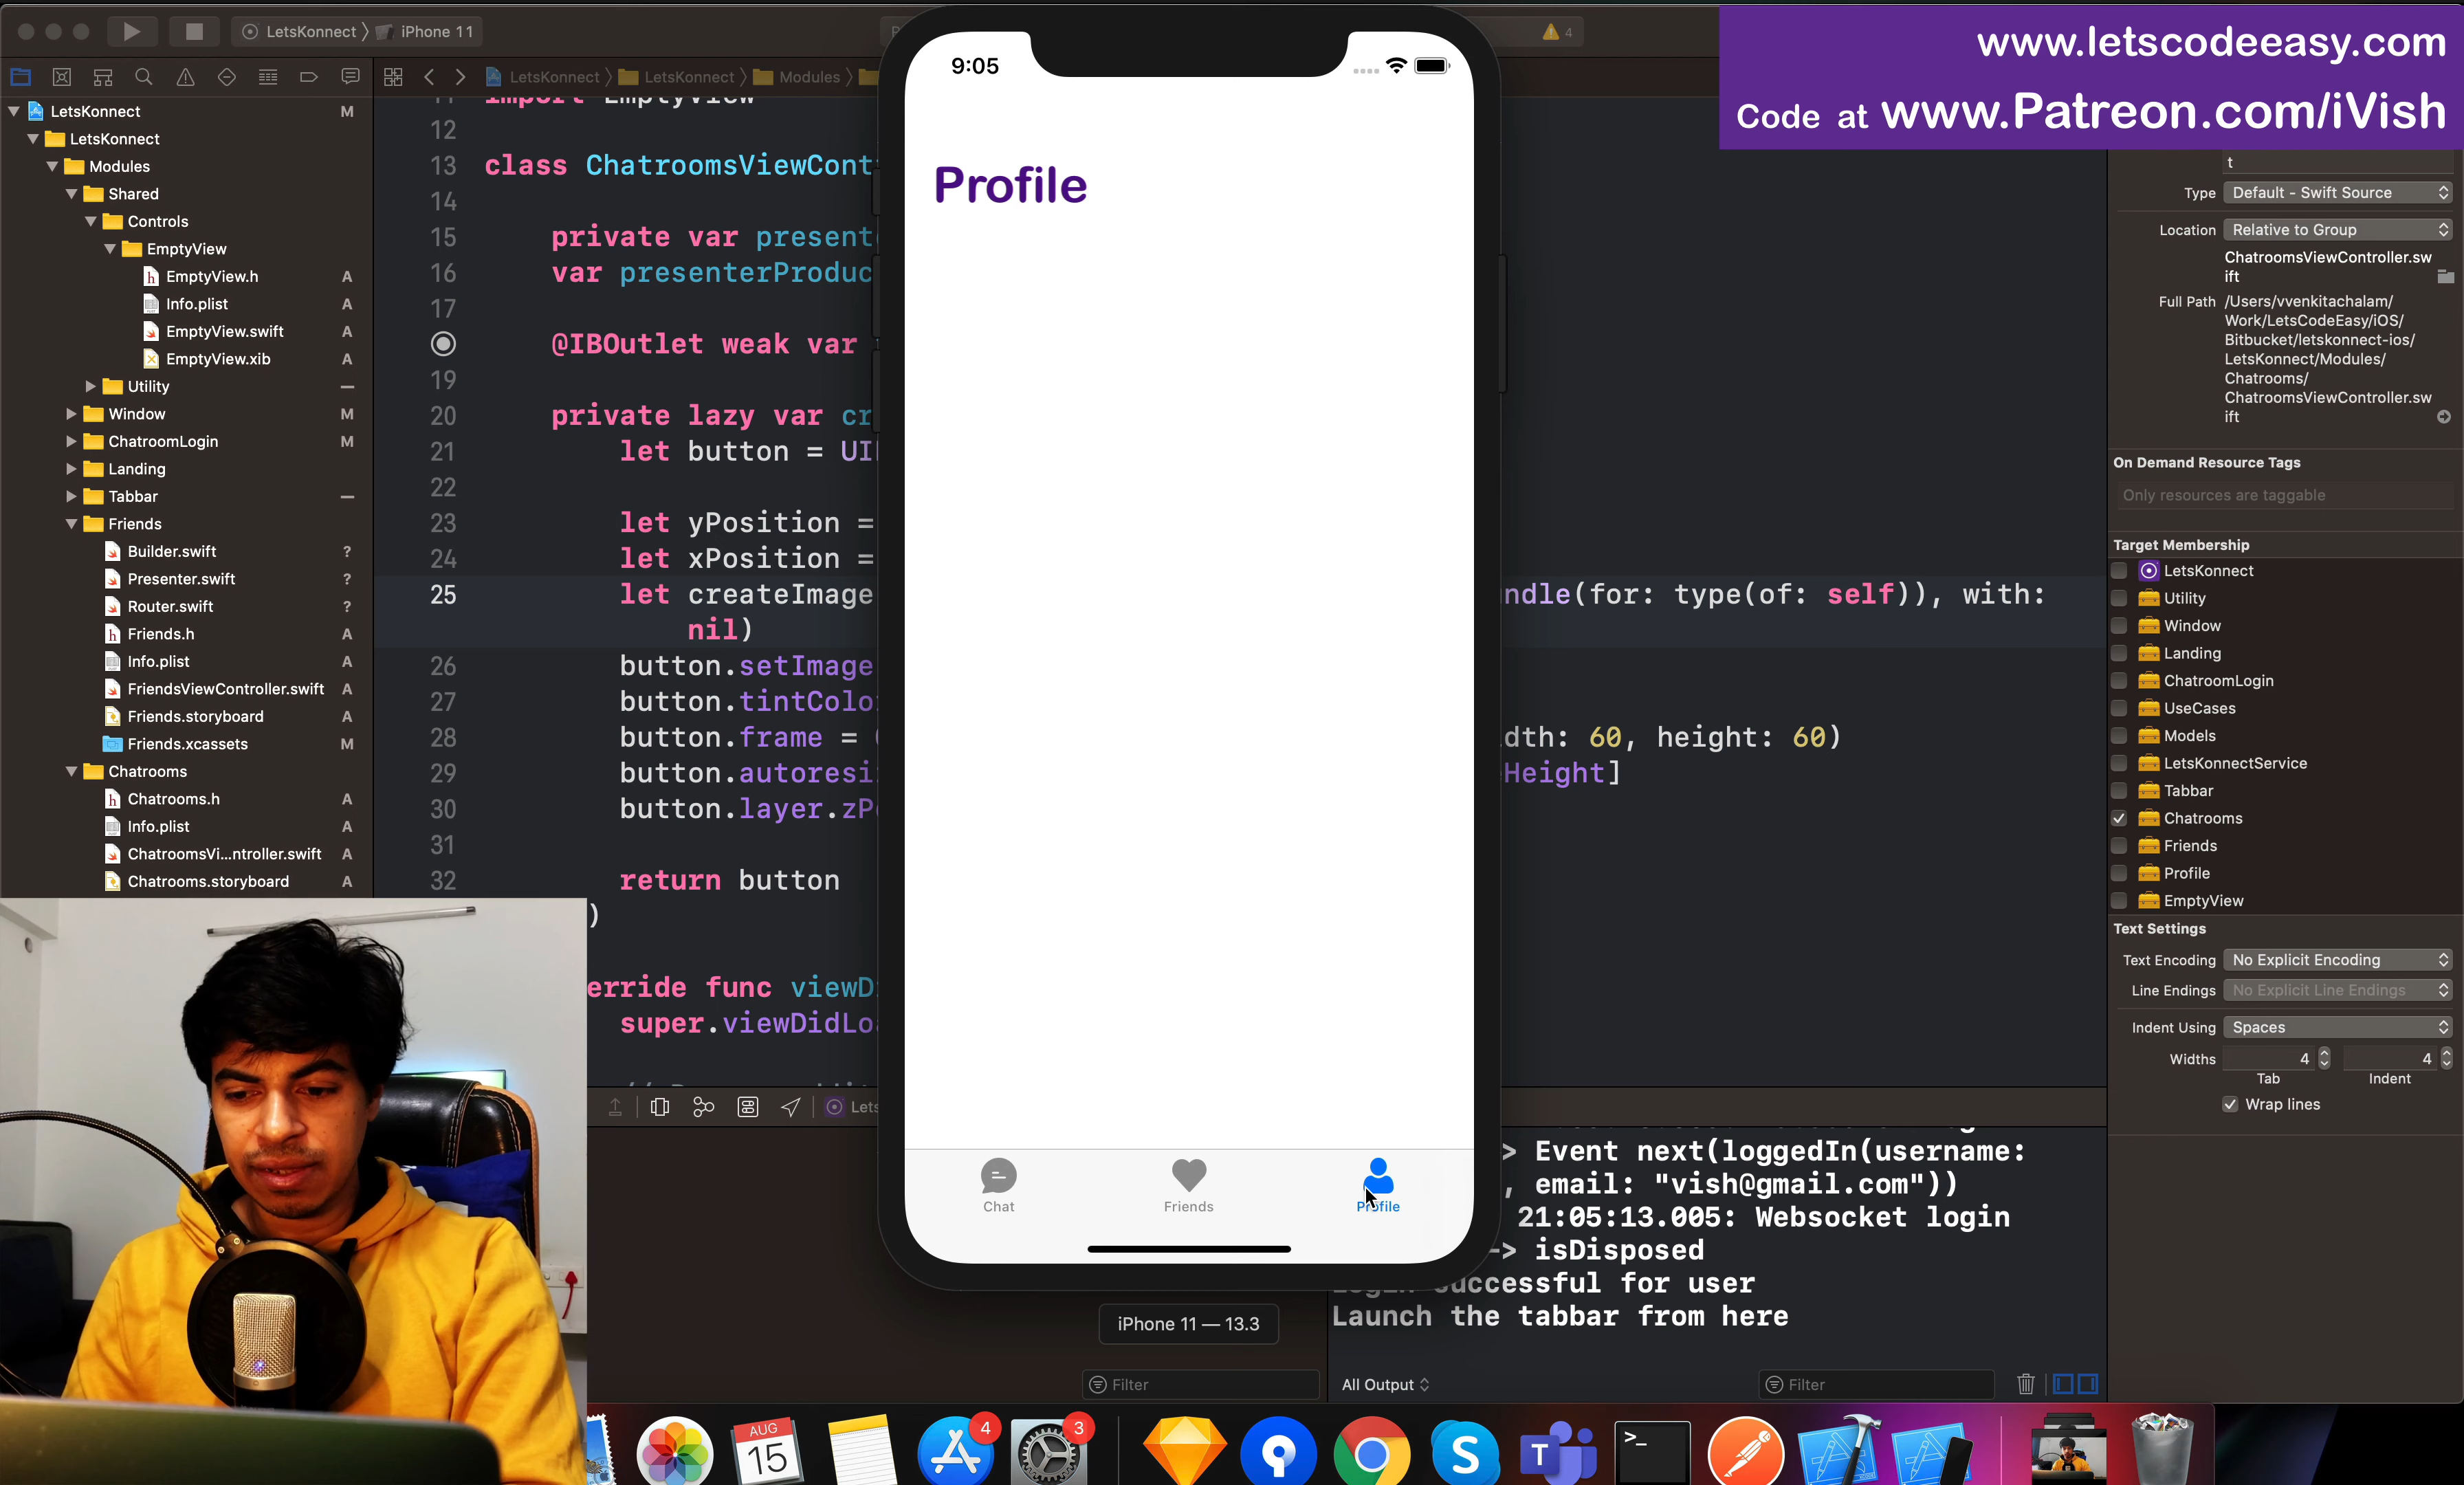 LetsKonnect
iPhone 11
4
www.letscodeeasy.com
Code at www.Patreon.com/iVish
LetsKonnect
LetsKonnect
Modules
LetsKonnect M
LetsKonnect
Modules
Shared
Controls
EmptyView
EmptyView.h A
Info.plist A
EmptyView.swift A
EmptyView.xib A
Utility —
Window M
ChatroomLogin M
Landing
Tabbar —
Friends
Builder.swift ?
Presenter.swift ?
Router.swift ?
Friends.h A
Info.plist A
FriendsViewController.swift A
Friends.storyboard A
Friends.xcassets M
Chatrooms
Chatrooms.h A
Info.plist A
ChatroomsVi...ntroller.swift A
Chatrooms.storyboard A
import EmptyView
12
13 class ChatroomsViewCont
14
15 private var present
16 var presenterProduc
17
@IBOutlet weak var
19
20 private lazy var cr
21 let button = UI
22
23 let yPosition =
24 let xPosition =
25 let createImage ndle(for: type(of: self)), with:
nil)
26 button.setImage
27 button.tintColo
28 button.frame = dth: 60, height: 60)
29 button.autoresi Height]
30 button.layer.zP
31
32 return button
)
erride func viewD
super.viewDidLo
Lets
9:05
Profile
Chat
Friends
Profile
iPhone 11 — 13.3
> Event next(loggedIn(username:
, email: "vish@gmail.com"))
21:05:13.005: Websocket login
-> isDisposed
Login successful for user
Launch the tabbar from here
Filter
All Output
Filter
t
Type Default - Swift Source
Location Relative to Group
ChatroomsViewController.sw
ift
Full Path /Users/vvenkitachalam/
Work/LetsCodeEasy/iOS/
Bitbucket/letskonnect-ios/
LetsKonnect/Modules/
Chatrooms/
ChatroomsViewController.sw
ift
On Demand Resource Tags
Only resources are taggable
Target Membership
LetsKonnect
Utility
Window
Landing
ChatroomLogin
UseCases
Models
LetsKonnectService
Tabbar
Chatrooms
Friends
Profile
EmptyView
Text Settings
Text Encoding No Explicit Encoding
Line Endings No Explicit Line Endings
Indent Using Spaces
Widths 4 4
Tab Indent
Wrap lines
AUG
15
4
3
S
T
>_